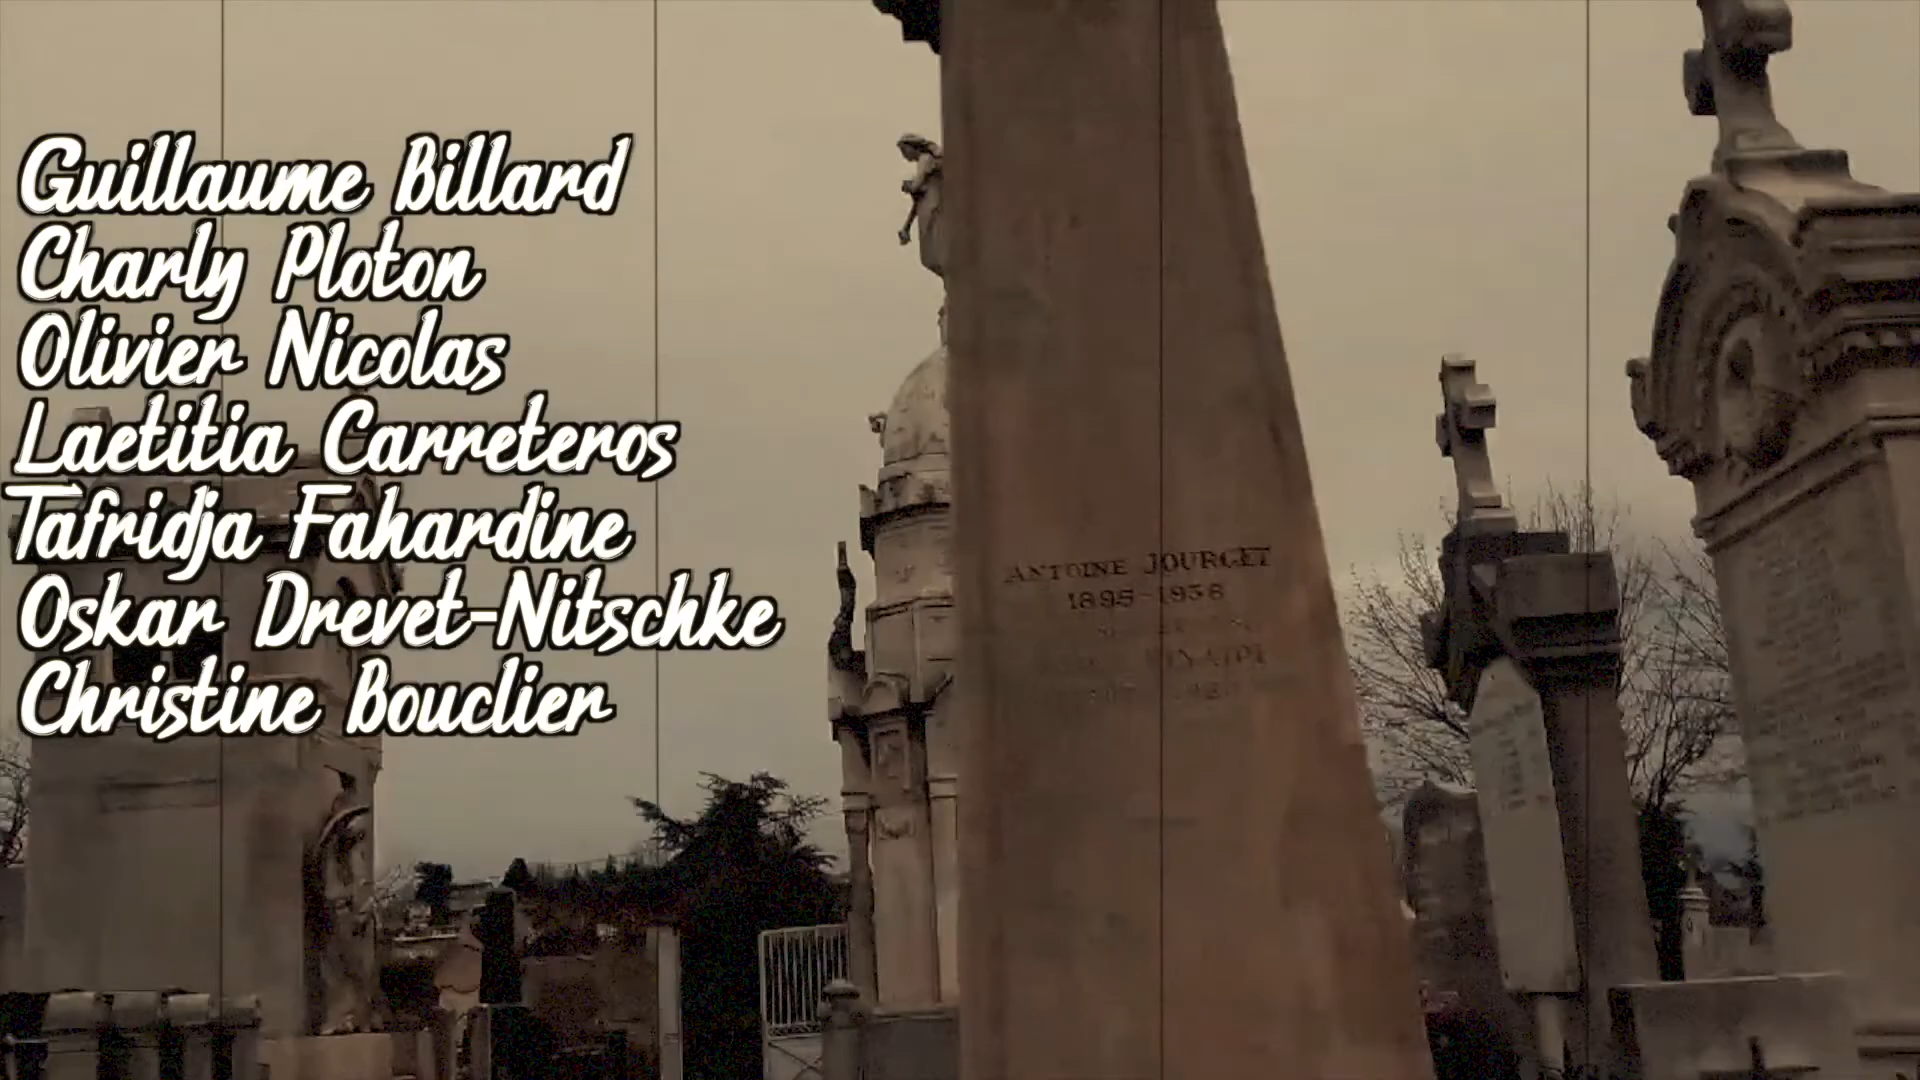 Guillaume Billard
Charly Ploton
Olivier Nicolas
Laetitia Carreteros
Tafridja Fahardine
Oskar Drevet-Nitschke
Christine Bouclier
ANTOINE JOURGET
1895-1958